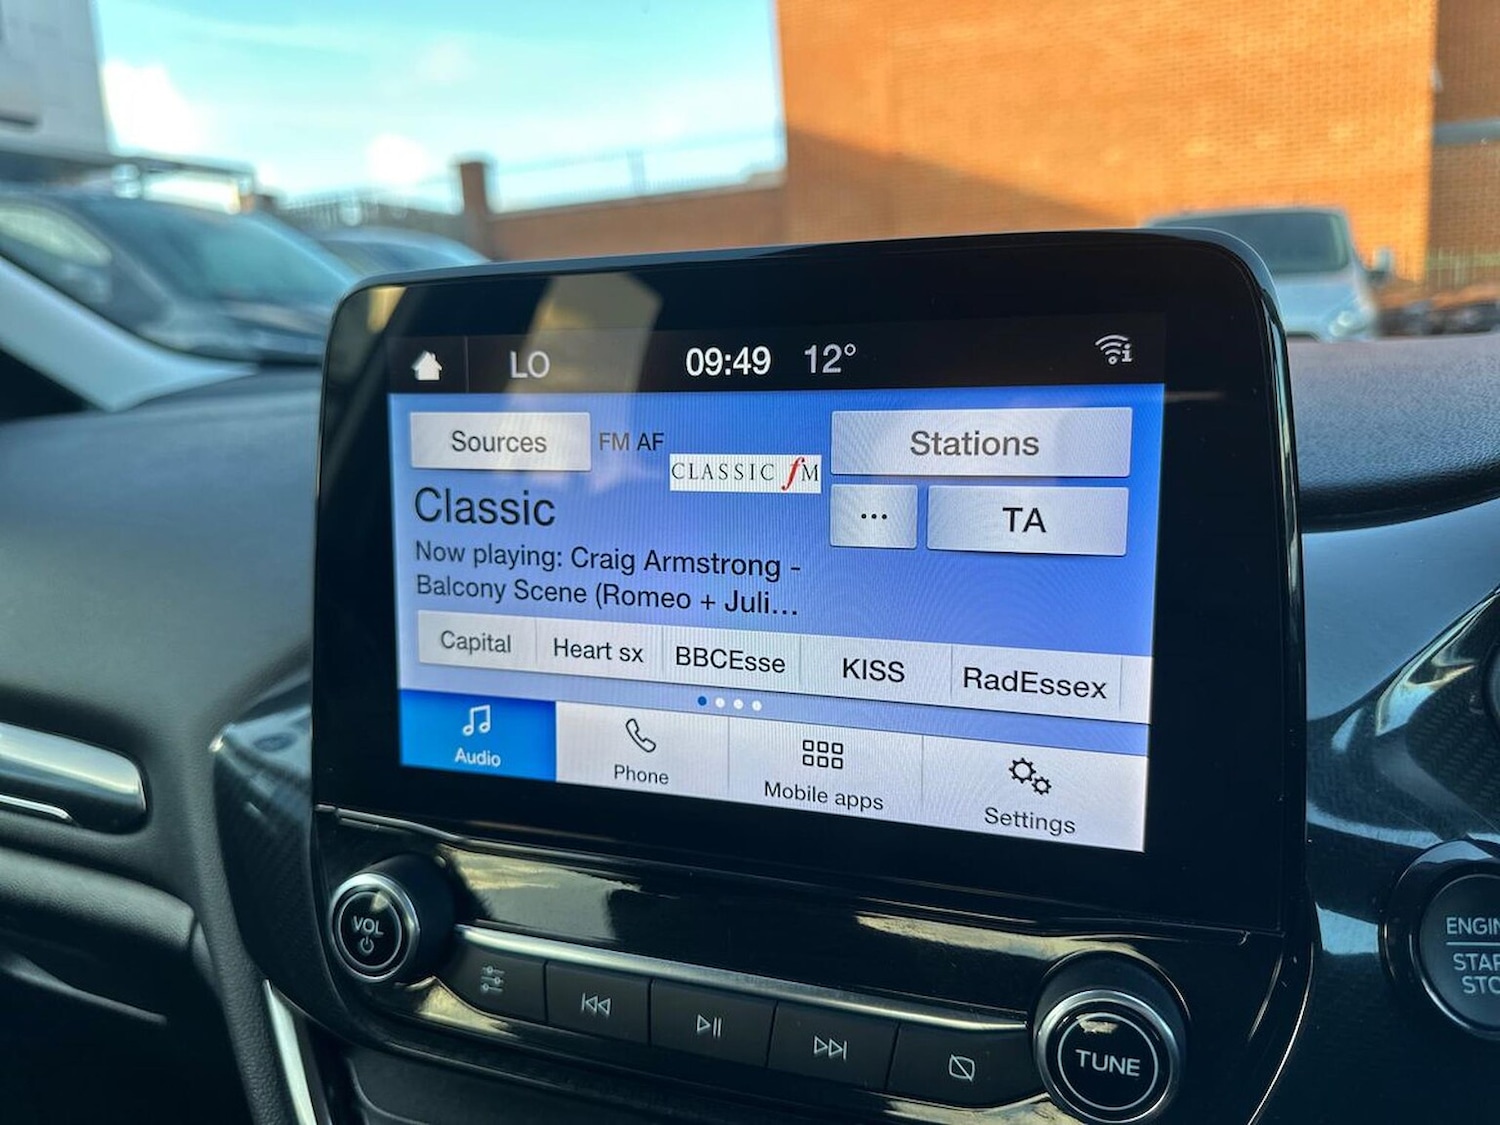 LO 09:49 12°
Sources FM AF CLASSIC fM Stations
Classic ... TA
Now playing: Craig Armstrong -
Balcony Scene (Romeo + Juli...
Capital Heart sx BBCEsse KISS RadEssex
Audio Phone Mobile apps Settings
VOL
TUNE
ENGIN
STAR
STO